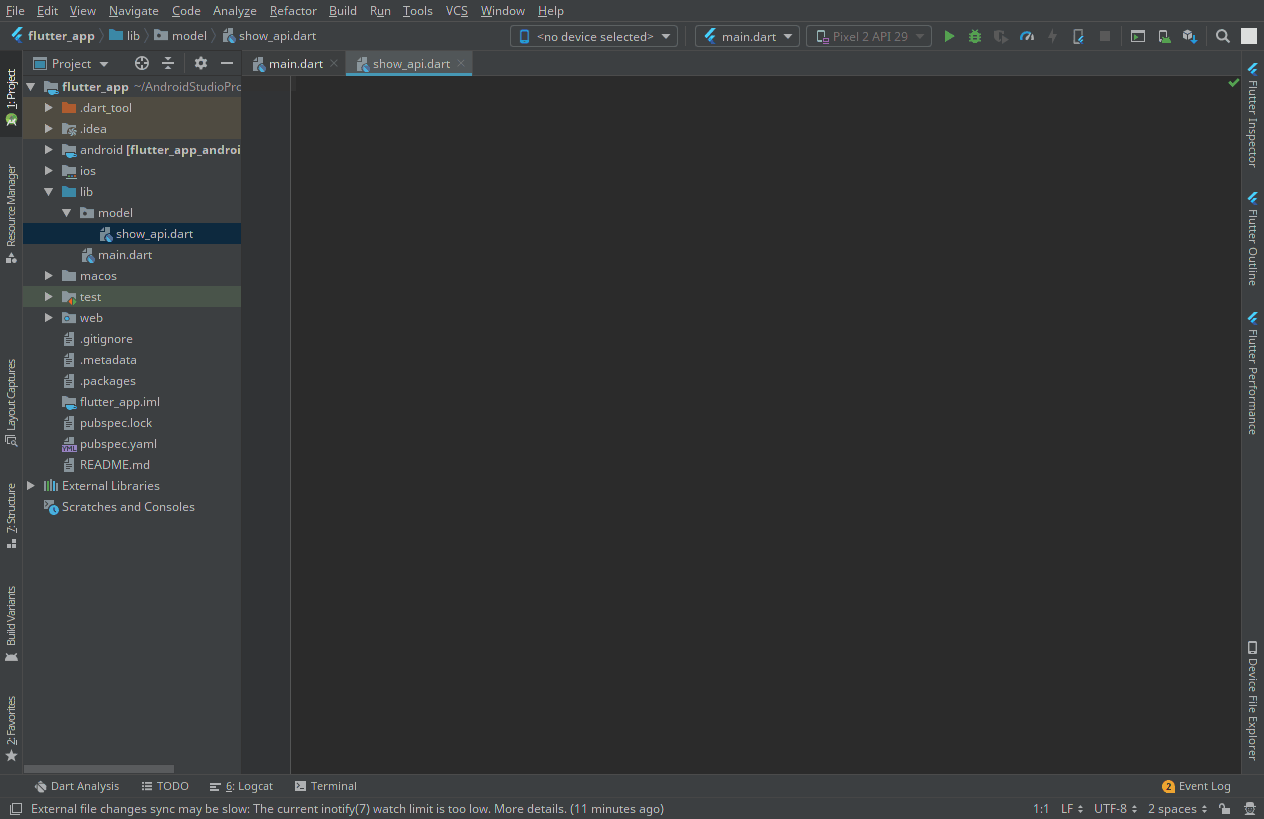 File Edit View Navigate Code Analyze Refactor Build Run Tools VCS Window Help
flutter_app lib model show_api.dart <no device selected> main.dart Pixel 2 API 29
Project main.dart show_api.dart
flutter_app ~/AndroidStudioPro
.dart_tool
.idea
android [flutter_app_androi
ios
lib
model
show_api.dart
main.dart
macos
test
web
.gitignore
.metadata
.packages
flutter_app.iml
pubspec.lock
pubspec.yaml
README.md
External Libraries
Scratches and Consoles
1: Project
Resource Manager
Layout Captures
7: Structure
Build Variants
2: Favorites
Flutter Inspector
Flutter Outline
Flutter Performance
Device File Explorer
Dart Analysis TODO 6: Logcat Terminal 2 Event Log
External file changes sync may be slow: The current inotify(7) watch limit is too low. More details. (11 minutes ago) 1:1 LF UTF-8 2 spaces